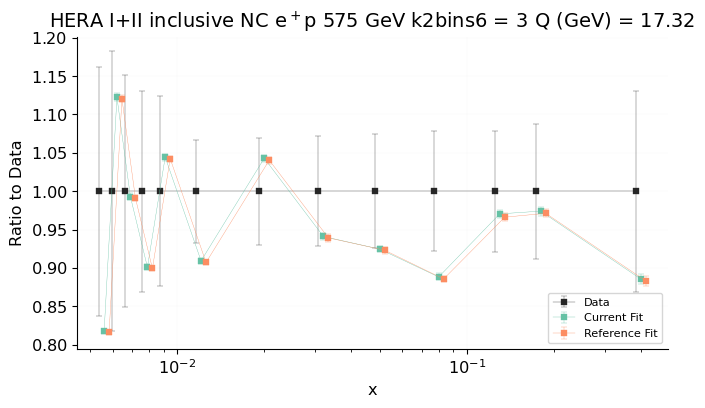 HERA I+II inclusive NC e⁺p 575 GeV k2bins6 = 3 Q (GeV) = 17.32
Ratio to Data
1.20
1.15
1.10
1.05
1.00
0.95
0.90
0.85
0.80
10⁻²
10⁻¹
x
Data
Current Fit
Reference Fit